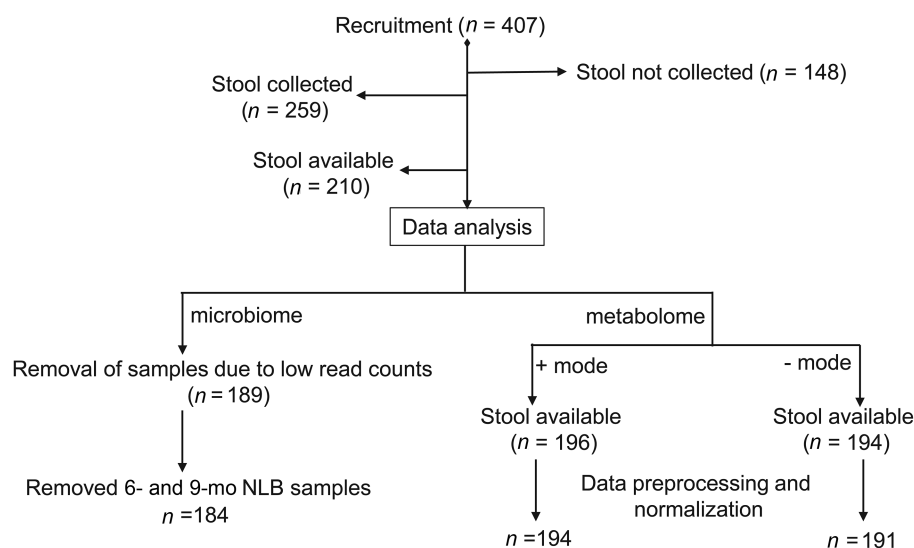 Recruitment (n = 407)
Stool not collected (n = 148)
Stool collected
(n = 259)
Stool available
(n = 210)
Data analysis
microbiome
metabolome
Removal of samples due to low read counts
(n = 189)
+ mode
- mode
Stool available
(n = 196)
Stool available
(n = 194)
Removed 6- and 9-mo NLB samples
n =184
Data preprocessing and
normalization
n =194
n =191